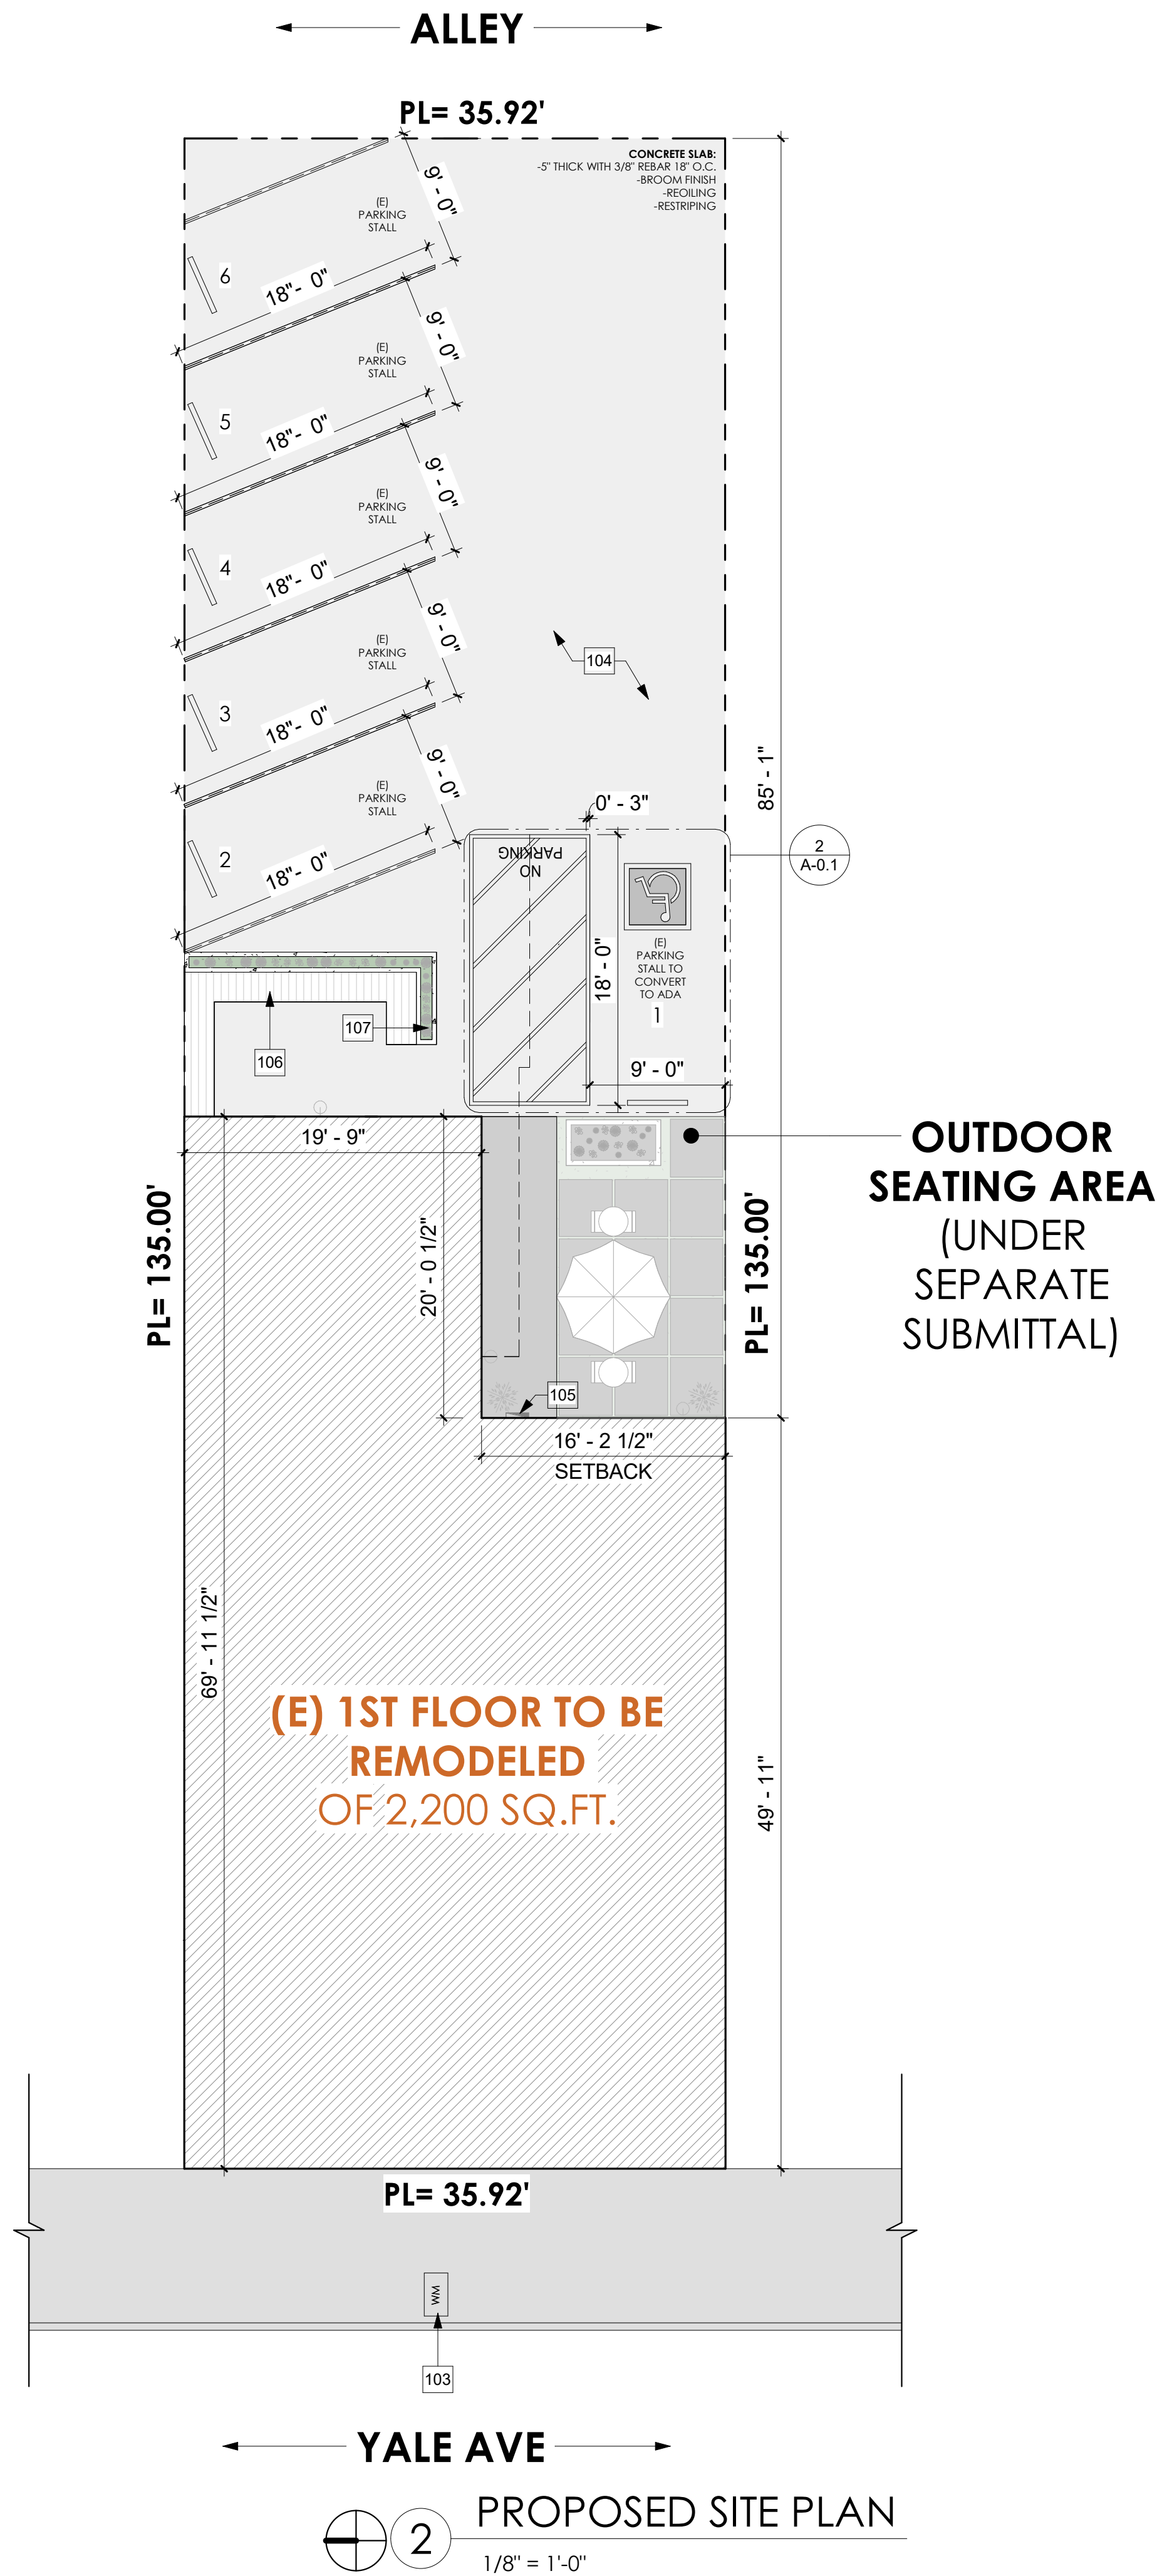 ALLEY
PL= 35.92'
CONCRETE SLAB:
-5" THICK WITH 3/8" REBAR 18" O.C.
-BROOM FINISH
-REOILING
-RESTRIPING
9' - 0"
(E)
PARKING
STALL
6
18"- 0"
9' - 0"
(E)
PARKING
STALL
5
18"- 0"
9' - 0"
(E)
PARKING
STALL
4
18"- 0"
9' - 0"
(E)
PARKING
STALL
104
3
18"- 0"
9' - 0"
(E)
PARKING
STALL
85' - 1"
0' - 3"
2
A-0.1
2
18"- 0"
NO
PARKING
(E)
PARKING
STALL TO
CONVERT
TO ADA
1
18' - 0"
107
106
9' - 0"
19' - 9"
OUTDOOR
SEATING AREA
(UNDER
SEPARATE
SUBMITTAL)
PL= 135.00'
20' - 0 1/2"
PL= 135.00'
105
16' - 2 1/2"
SETBACK
69' - 11 1/2"
(E) 1ST FLOOR TO BE
REMODELED
OF 2,200 SQ.FT.
49' - 11"
PL= 35.92'
WM
103
YALE AVE
2
PROPOSED SITE PLAN
1/8" = 1'-0"